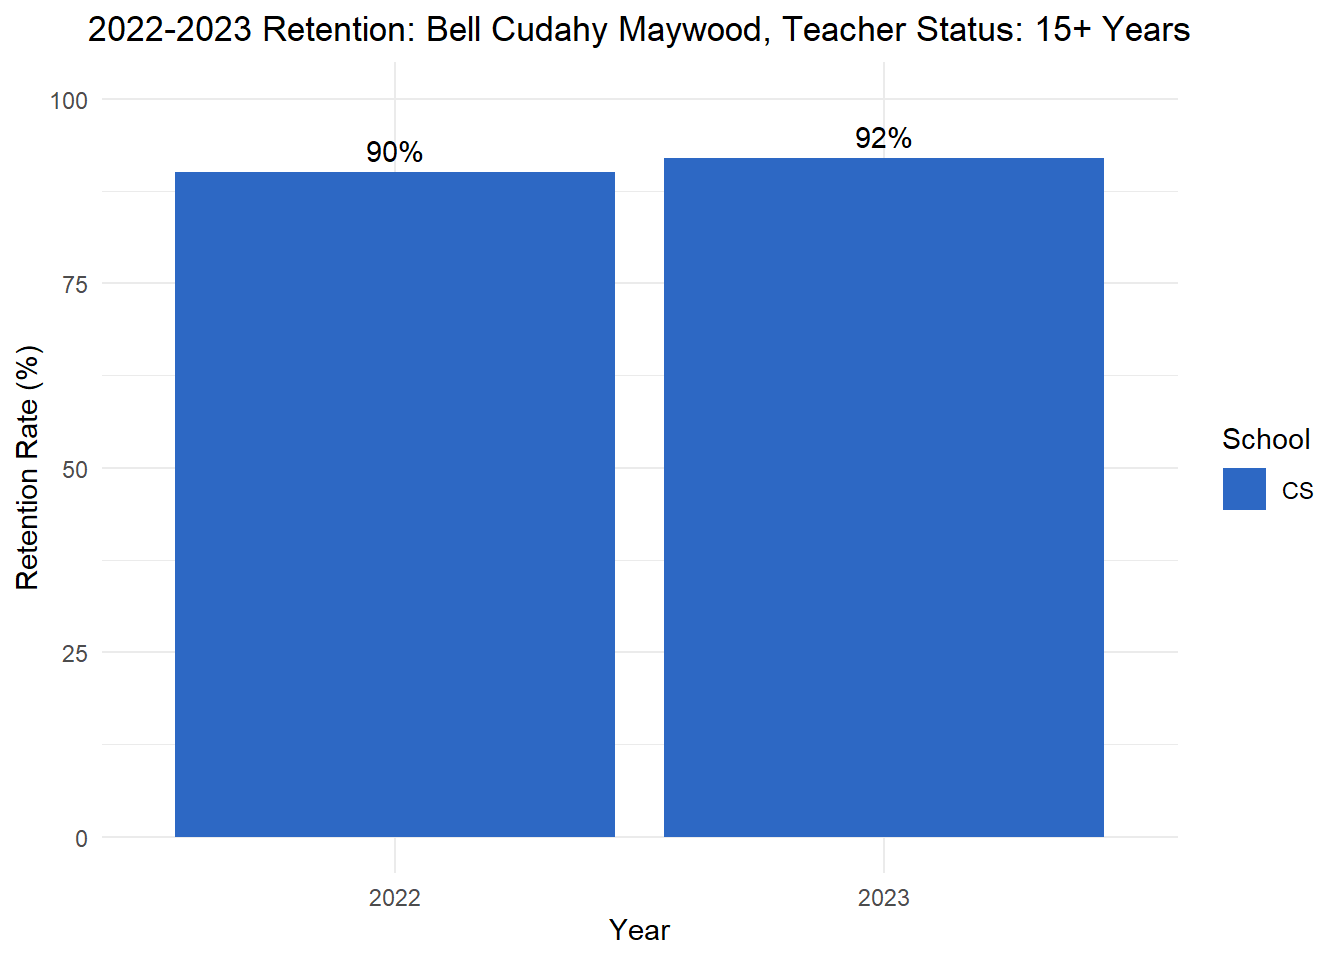 2022-2023 Retention: Bell Cudahy Maywood, Teacher Status: 15+ Years
100
75
50
25
0
Retention Rate (%)
90%
92%
2022
2023
Year
School
CS